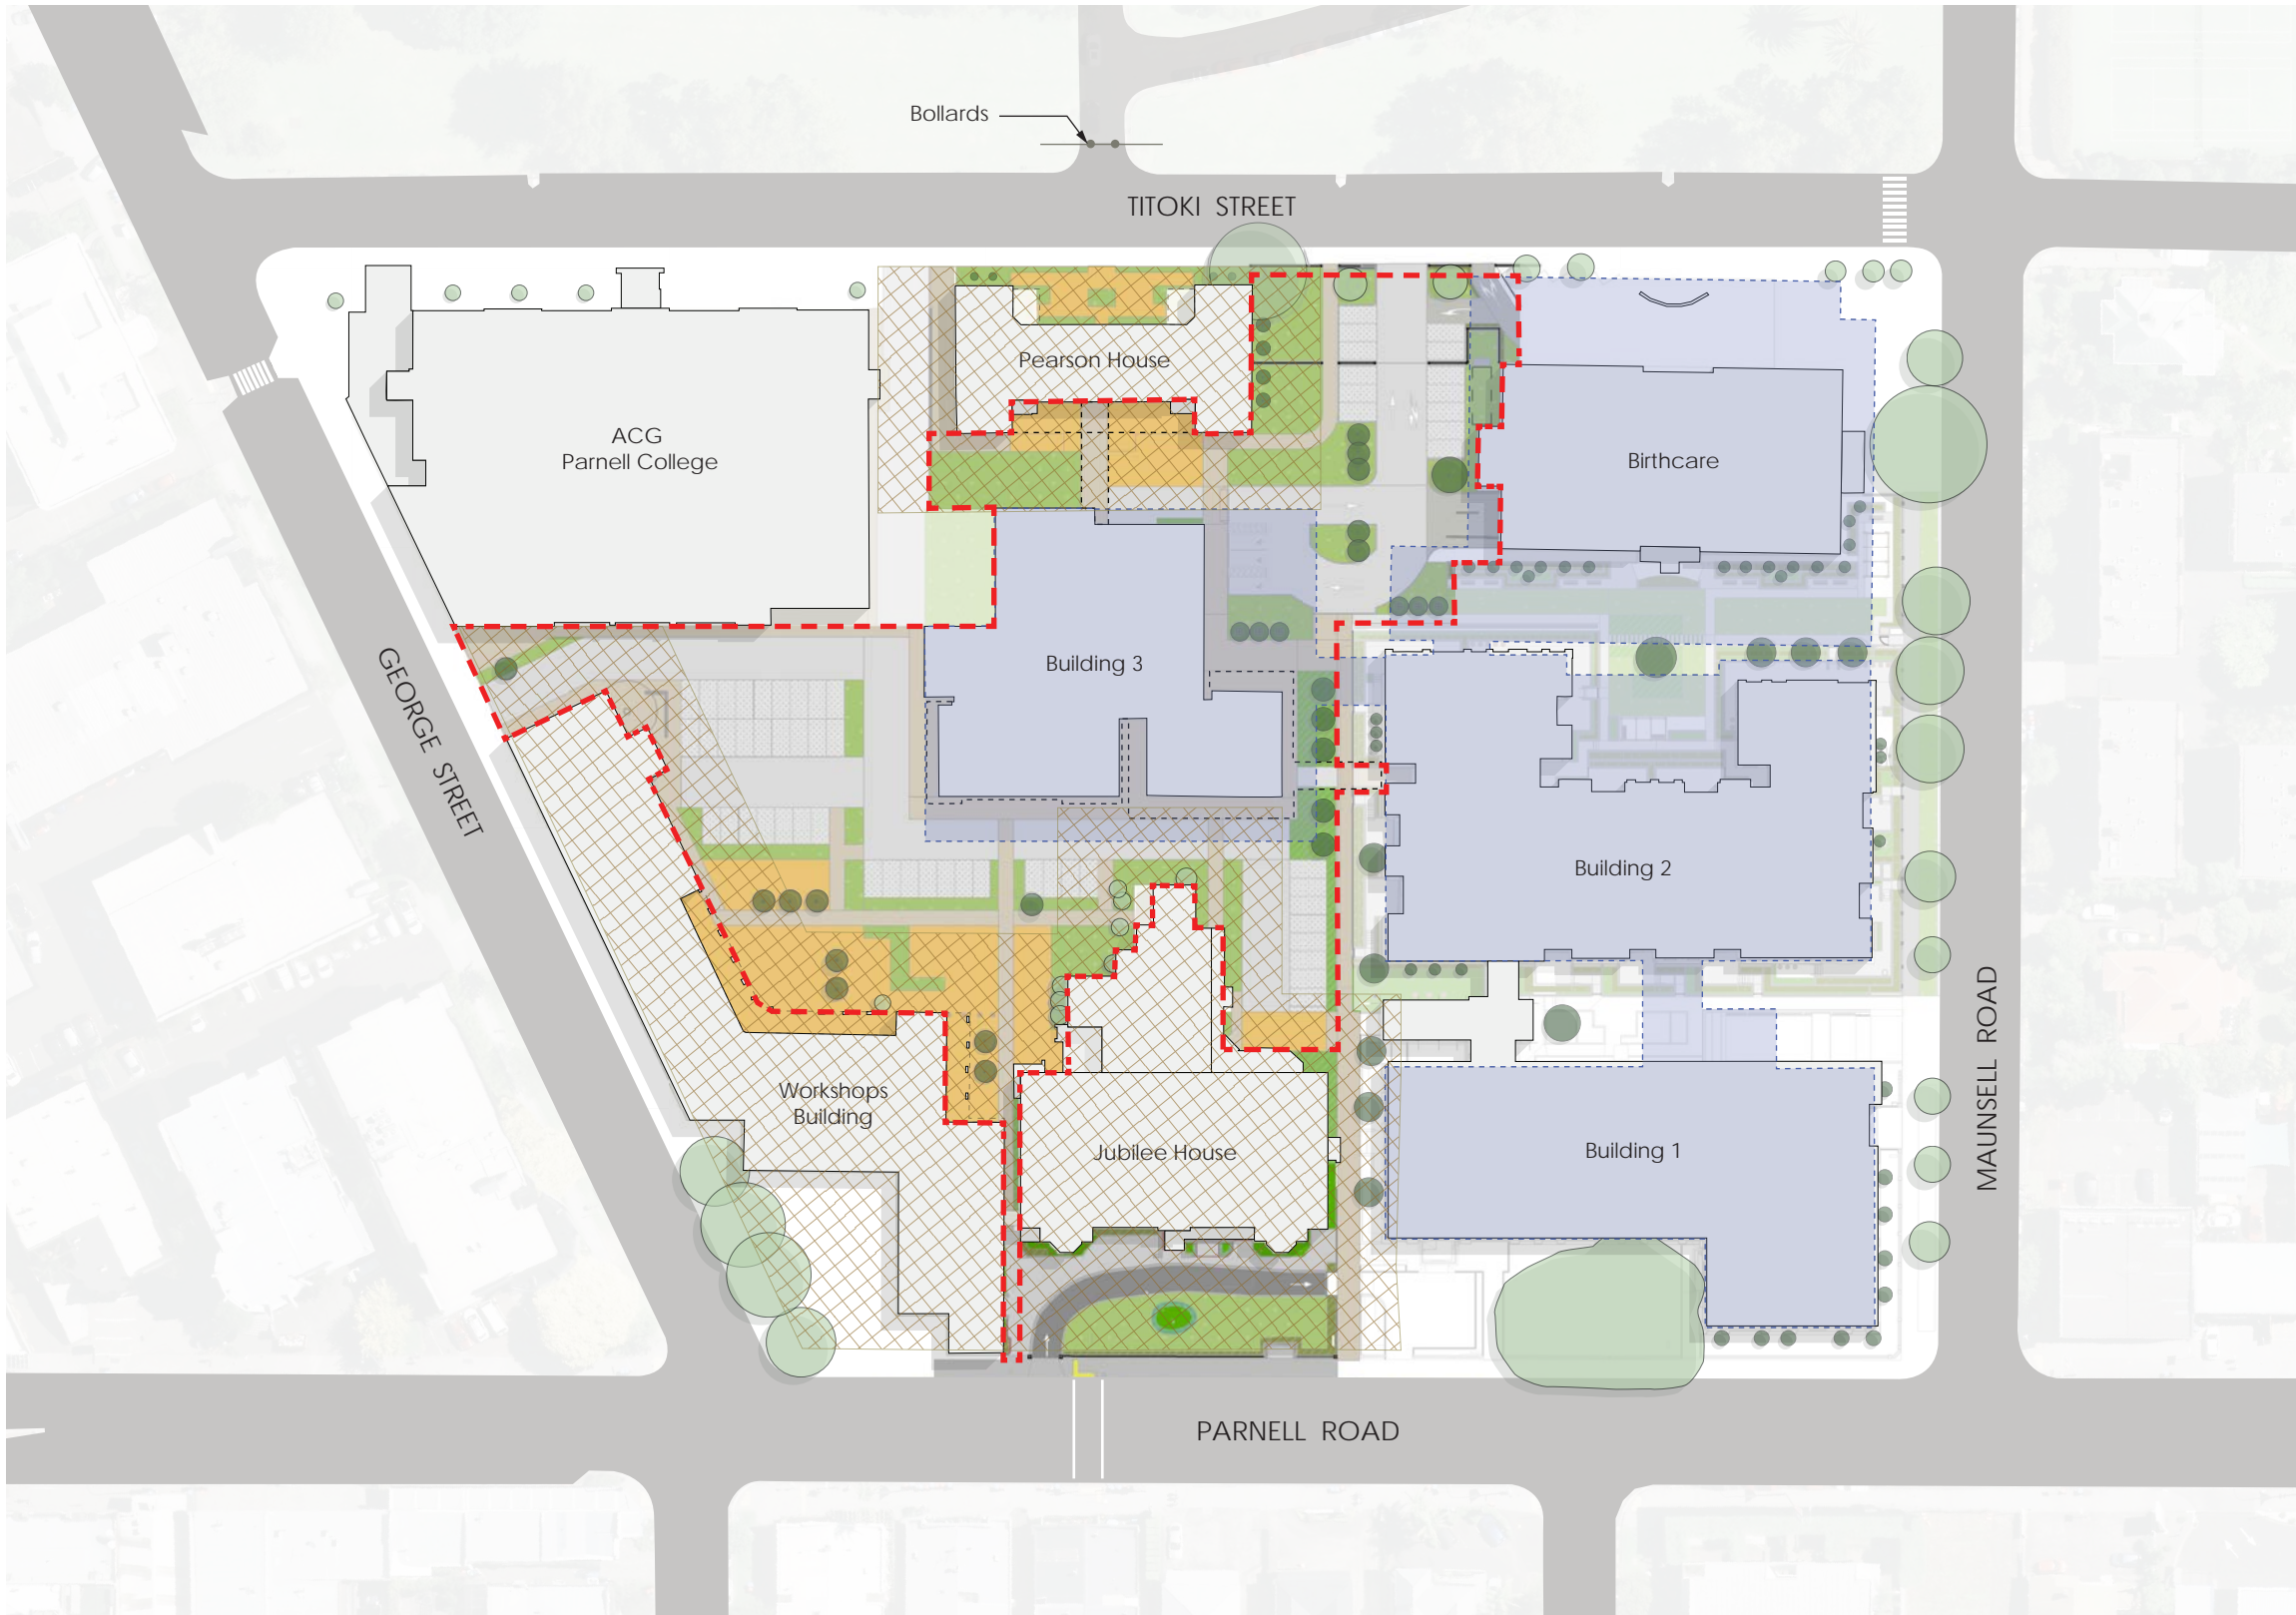 Bollards
TITOKI STREET
Pearson House
ACG
Parnell College
Birthcare
Building 3
GEORGE STREET
Building 2
Workshops
Building
Jubilee House
Building 1
MAUNSELL ROAD
PARNELL ROAD